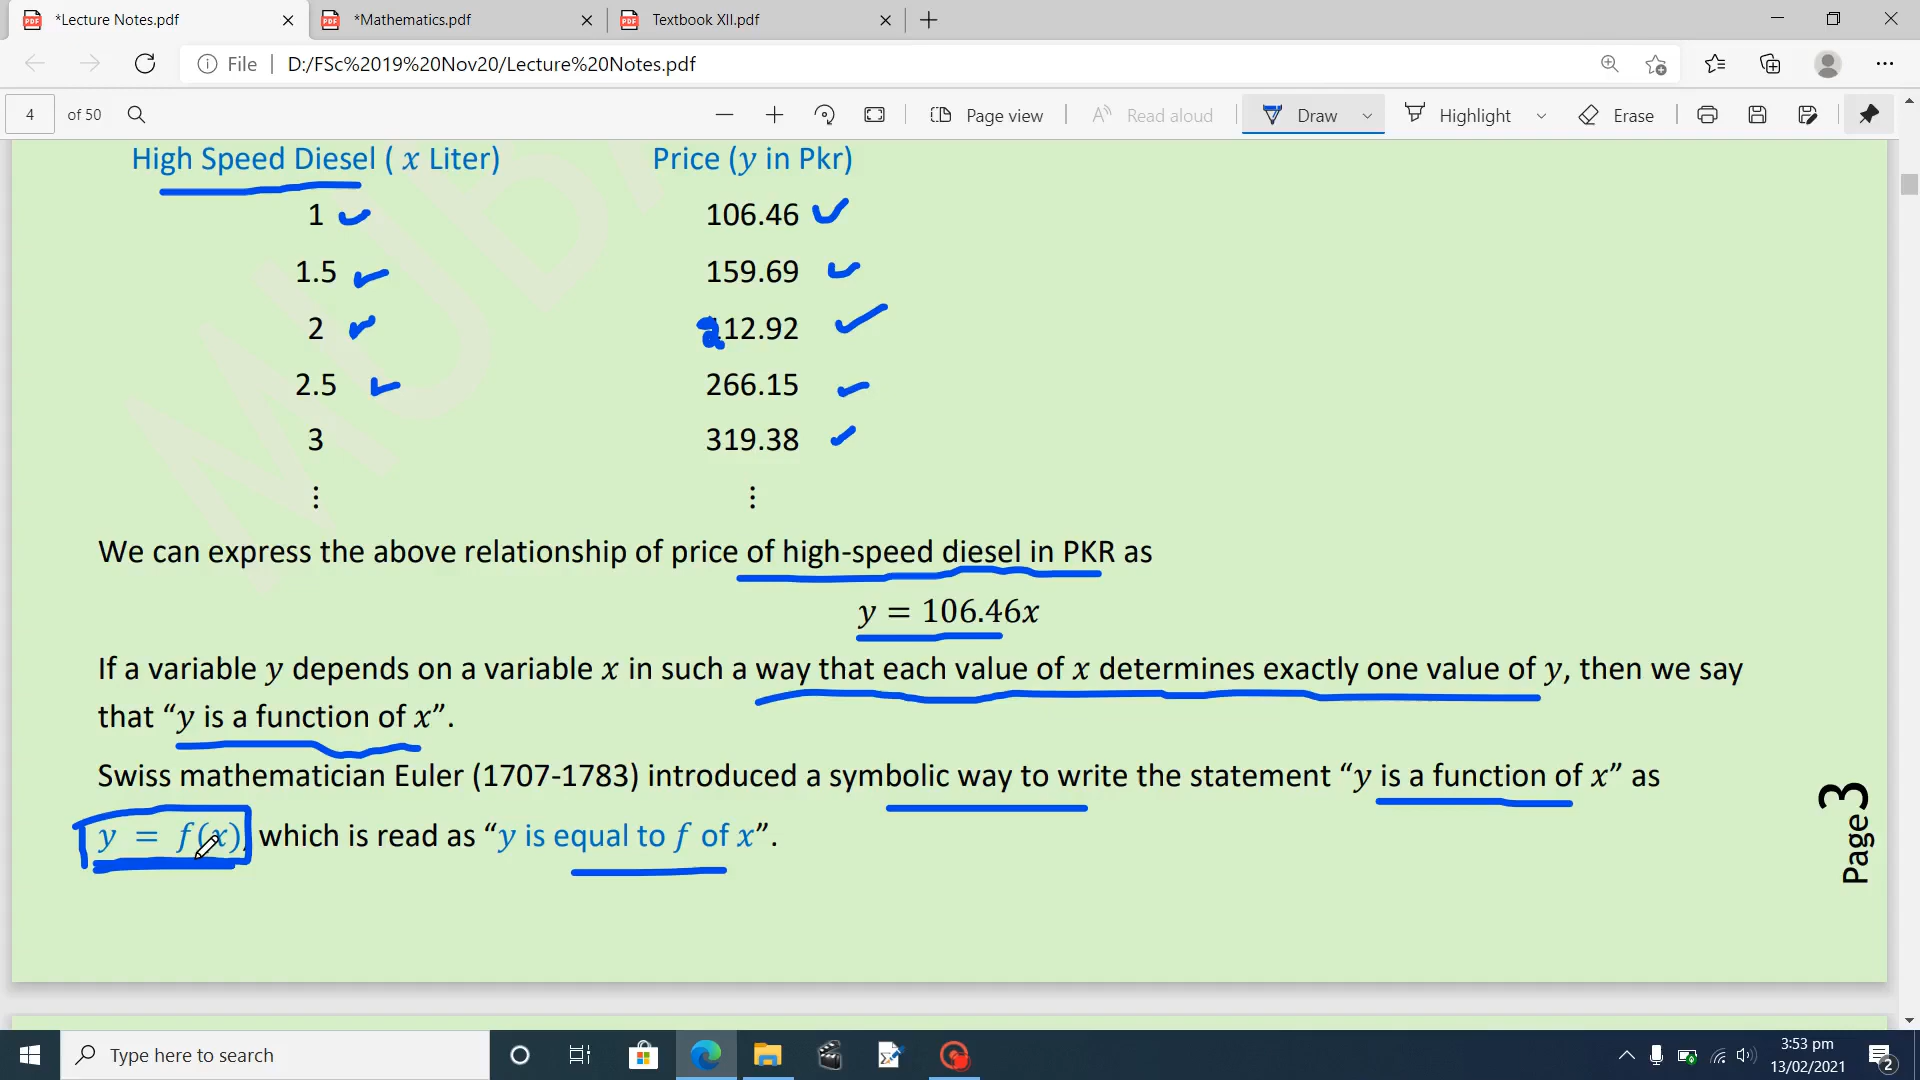 *Lecture Notes.pdf
*Mathematics.pdf
Textbook XII.pdf
File
D:/FSc%2019%20Nov20/Lecture%20Notes.pdf
4 of 50
Page view
Read aloud
Draw
Highlight
Erase
High Speed Diesel ( x Liter) Price (y in Pkr)
1 106.46
1.5 159.69
2 212.92
2.5 266.15
3 319.38
⋮ ⋮
We can express the above relationship of price of high-speed diesel in PKR as
y = 106.46x
If a variable y depends on a variable x in such a way that each value of x determines exactly one value of y, then we say
that “y is a function of x”.
Swiss mathematician Euler (1707-1783) introduced a symbolic way to write the statement “y is a function of x” as
y = f(x), which is read as “y is equal to f of x”.
Page 3
Type here to search
3:53 pm
13/02/2021
2